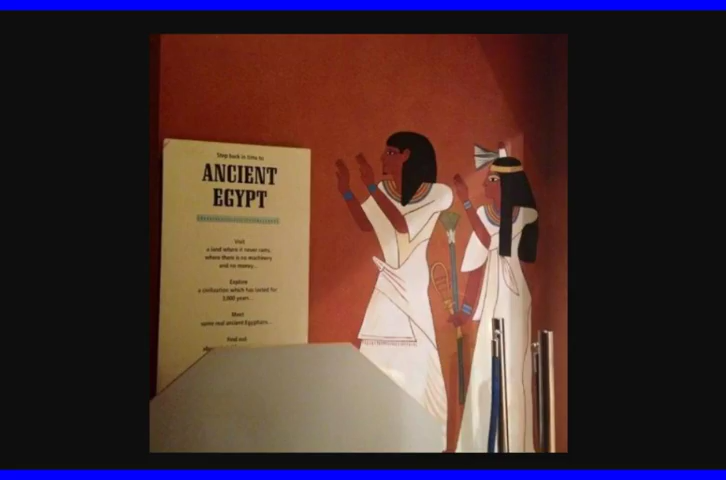 Step back in time to
ANCIENT
EGYPT
Visit
a land where it never rains,
where there is no machinery
and no money...
Explore
a civilisation which has lasted for
3,000 years...
Meet
some real ancient Egyptians...
Find out